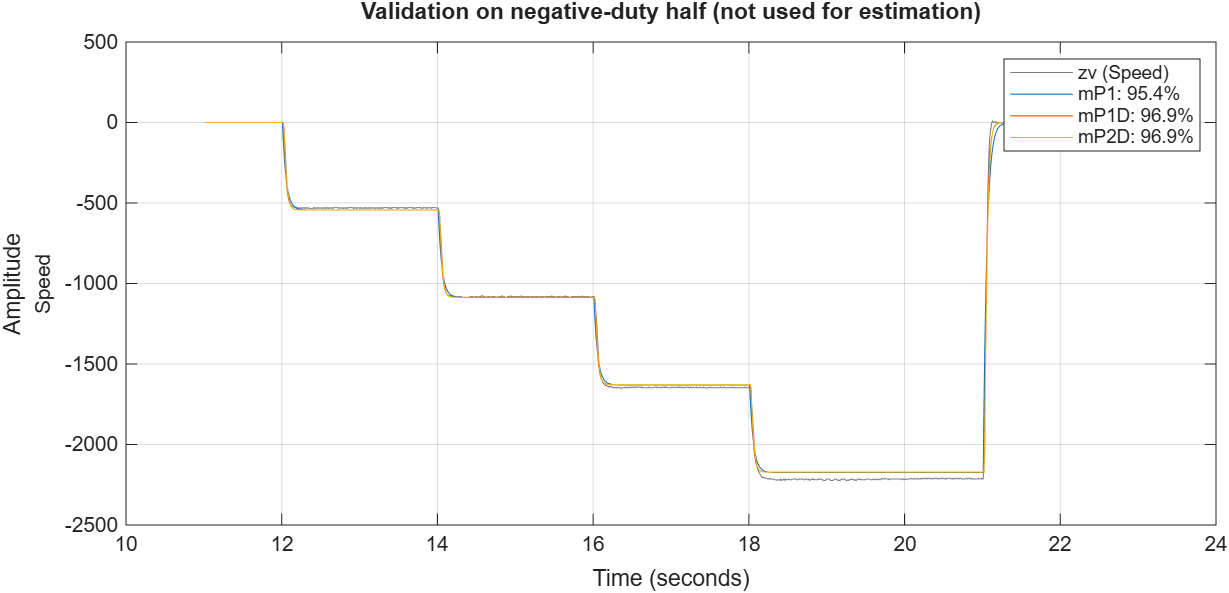 Validation on negative-duty half (not used for estimation)
500
0
-500
-1000
-1500
-2000
-2500
Amplitude
Speed
zv (Speed)
mP1: 95.4%
mP1D: 96.9%
mP2D: 96.9%
10
12
14
16
18
20
22
24
Time (seconds)